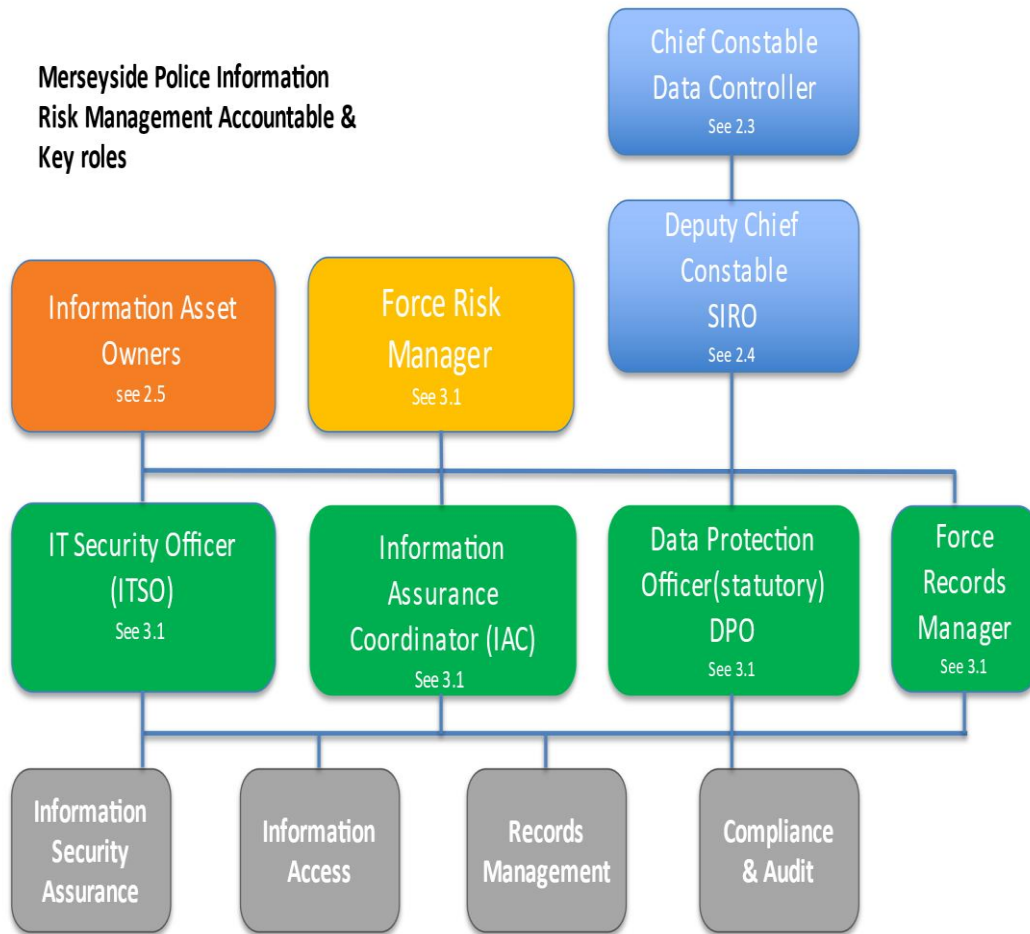 Merseyside Police Information
Risk Management Accountable &
Key roles
Chief Constable
Data Controller
See 2.3
Deputy Chief
Constable
SIRO
See 2.4
Information Asset
Owners
see 2.5
Force Risk
Manager
See 3.1
IT Security Officer
(ITSO)
See 3.1
Information
Assurance
Coordinator (IAC)
See 3.1
Data Protection
Officer(statutory)
DPO
See 3.1
Force
Records
Manager
See 3.1
Information
Security
Assurance
Information
Access
Records
Management
Compliance
& Audit